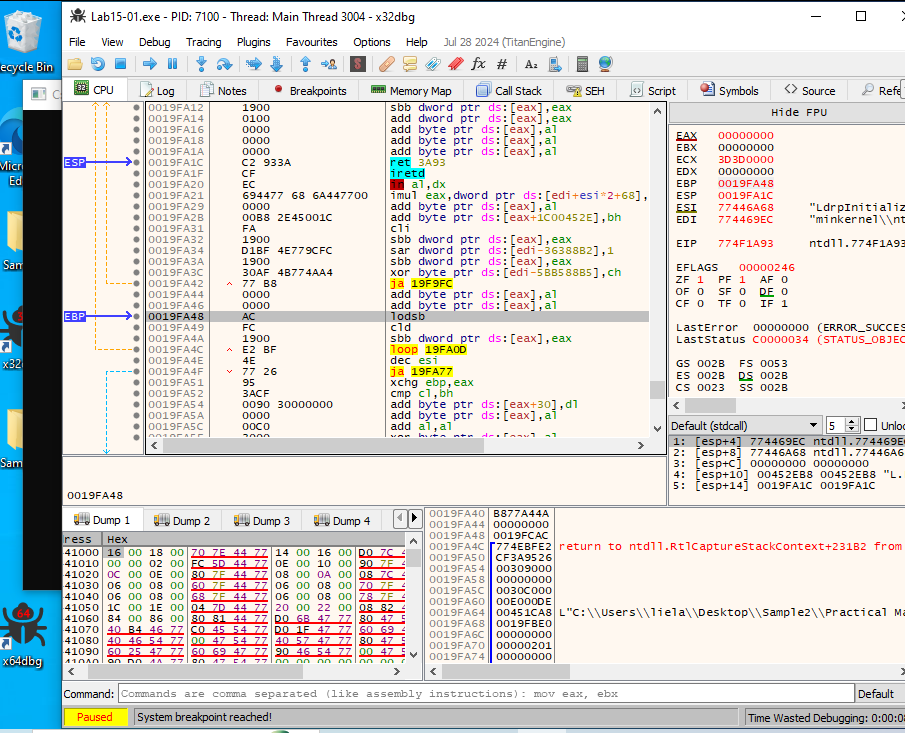 Lab15-01.exe - PID: 7100 - Thread: Main Thread 3004 - x32dbg
File View Debug Tracing Plugins Favourites Options Help Jul 28 2024 (TitanEngine)
CPU Log Notes Breakpoints Memory Map Call Stack SEH Script Symbols Source Refe
ecycle Bin
Micr
Ed
Sam
x32
Sam
x64dbg
ESP
EBP
0019FA12 1900 sbb dword ptr ds:[eax],eax
0019FA14 0100 add dword ptr ds:[eax],eax
0019FA16 0000 add byte ptr ds:[eax],al
0019FA18 0000 add byte ptr ds:[eax],al
0019FA1A 0000 add byte ptr ds:[eax],al
0019FA1C C2 933A ret 3A93
0019FA1F CF iretd
0019FA20 EC in al,dx
0019FA21 694477 68 6A447700 imul eax,dword ptr ds:[edi+esi*2+68],
0019FA29 0000 add byte ptr ds:[eax],al
0019FA2B 00B8 2E45001C add byte ptr ds:[eax+1C00452E],bh
0019FA31 FA cli
0019FA32 1900 sbb dword ptr ds:[eax],eax
0019FA34 D1BF 4E779CFC sar dword ptr ds:[edi-36388B2],1
0019FA3A 1900 sbb dword ptr ds:[eax],eax
0019FA3C 30AF 4B774AA4 xor byte ptr ds:[edi-5BB588B5],ch
0019FA42 77 B8 ja 19F9FC
0019FA44 0000 add byte ptr ds:[eax],al
0019FA46 0000 add byte ptr ds:[eax],al
0019FA48 AC lodsb
0019FA49 FC cld
0019FA4A 1900 sbb dword ptr ds:[eax],eax
0019FA4C E2 BF loop 19FA0D
0019FA4E 4E dec esi
0019FA4F 77 26 ja 19FA77
0019FA51 95 xchg ebp,eax
0019FA52 3ACF cmp cl,bh
0019FA54 0090 30000000 add byte ptr ds:[eax+30],dl
0019FA5A 0000 add byte ptr ds:[eax],al
0019FA5C 00C0 add al,al
0019FA48
Hide FPU
EAX 00000000
EBX 00000000
ECX 3D3D0000
EDX 00000000
EBP 0019FA48
ESP 0019FA1C
ESI 77446A68 "LdrpInitializ
EDI 774469EC "minkernel\\nt
EIP 774F1A93 ntdll.774F1A93
EFLAGS 00000246
ZF 1 PF 1 AF 0
OF 0 SF 0 DF 0
CF 0 TF 0 IF 1
LastError 00000000 (ERROR_SUCCES
LastStatus C0000034 (STATUS_OBJEC
GS 002B FS 0053
ES 002B DS 002B
CS 0023 SS 002B
Default (stdcall) 5 Unloc
1: [esp+4] 774469EC ntdll.774469EC
2: [esp+8] 77446A68 ntdll.77446A6
3: [esp+C] 00000000 00000000
4: [esp+10] 00452EB8 00452EB8 "L.
5: [esp+14] 0019FA1C 0019FA1C
Dump 1 Dump 2 Dump 3 Dump 4
ress Hex
41000 16 00 18 00 70 7E 44 77 14 00 16 00 D0 7C 4
41010 00 00 02 00 FC 5D 44 77 0E 00 10 00 90 7F 4
41020 0C 00 0E 00 80 7F 44 77 08 00 0A 00 08 7C 4
41030 06 00 08 00 60 7F 44 77 06 00 08 00 70 7F 4
41040 06 00 08 00 68 7F 44 77 06 00 08 00 78 7F 4
41050 1C 00 1E 00 04 7D 44 77 20 00 22 00 08 82 4
41060 84 00 86 00 80 81 44 77 D0 6B 47 77 80 47 5
41070 40 B4 46 77 C0 45 54 77 D0 1F 47 77 60 69 4
41080 40 46 54 77 00 47 54 77 40 57 47 77 80 47 5
41090 60 25 47 77 60 69 47 77 90 46 54 77 00 47 5
0019FA40 B877A44A
0019FA44 00000000
0019FA48 0019FCAC
0019FA4C 774EBFE2 return to ntdll.RtlCaptureStackContext+231B2 from
0019FA50 CF3A9526
0019FA54 00309000
0019FA58 00000000
0019FA5C 0030C000
0019FA60 00E000DE
0019FA64 00451CA8 L"C:\\Users\\liela\\Desktop\\Sample2\\Practical Ma
0019FA68 0019FBE0
0019FA6C 00000000
0019FA70 00000201
0019FA74 00000000
Command: Commands are comma separated (like assembly instructions): mov eax, ebx Default
Paused System breakpoint reached! Time Wasted Debugging: 0:00:0